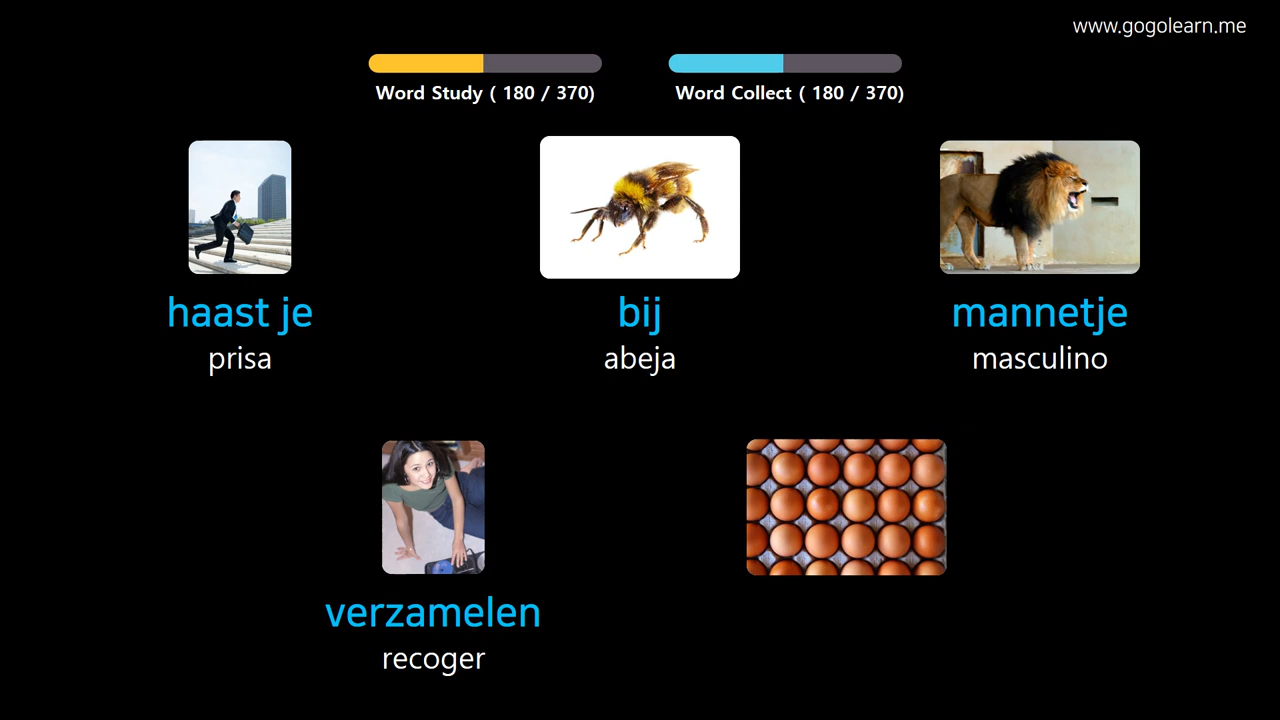 www.gogolearn.me
Word Study ( 180 / 370)
Word Collect ( 180 / 370)
haast je
prisa
bij
abeja
mannetje
masculino
verzamelen
recoger